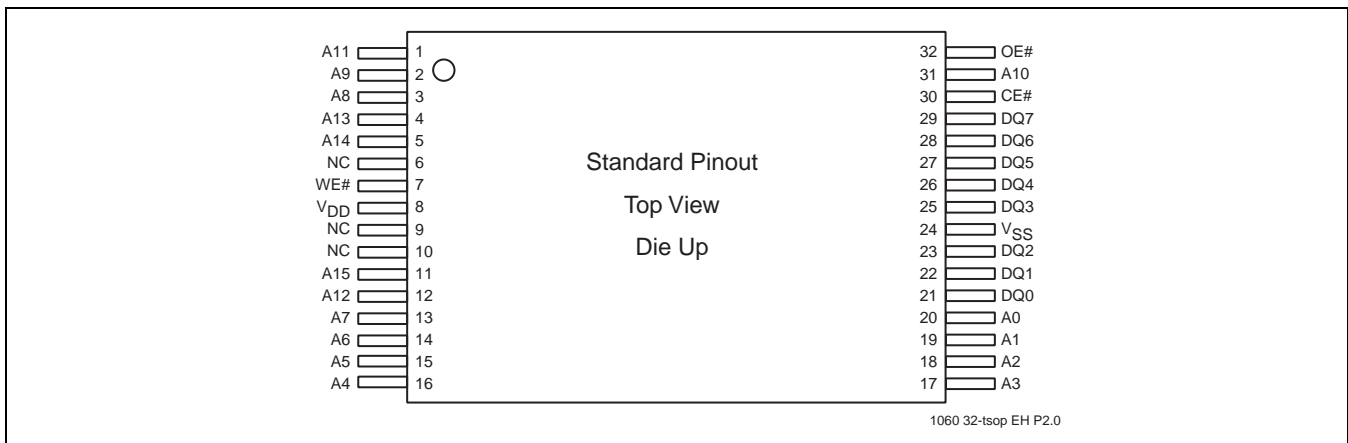 A11 1 32 OE#
A9 2 31 A10
A8 3 30 CE#
A13 4 29 DQ7
A14 5 28 DQ6
NC 6 Standard Pinout 27 DQ5
WE# 7 26 DQ4
VDD 8 Top View 25 DQ3
NC 9 24 VSS
NC 10 Die Up 23 DQ2
A15 11 22 DQ1
A12 12 21 DQ0
A7 13 20 A0
A6 14 19 A1
A5 15 18 A2
A4 16 17 A3
1060 32-tsop EH P2.0